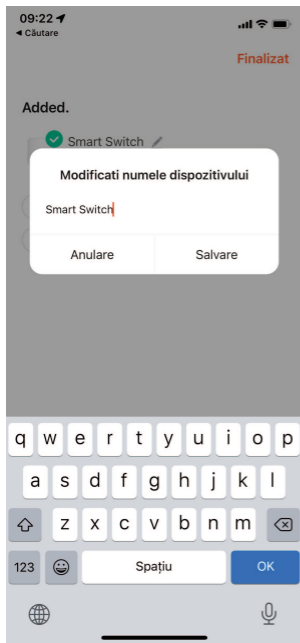 09:22
◀ Căutare
Finalizat
Added.
Smart Switch
Modificati numele dispozitivului
Smart Switch
Anulare
Salvare
q w e r t y u i o p
a s d f g h j k l
z x c v b n m
123
Spațiu
OK